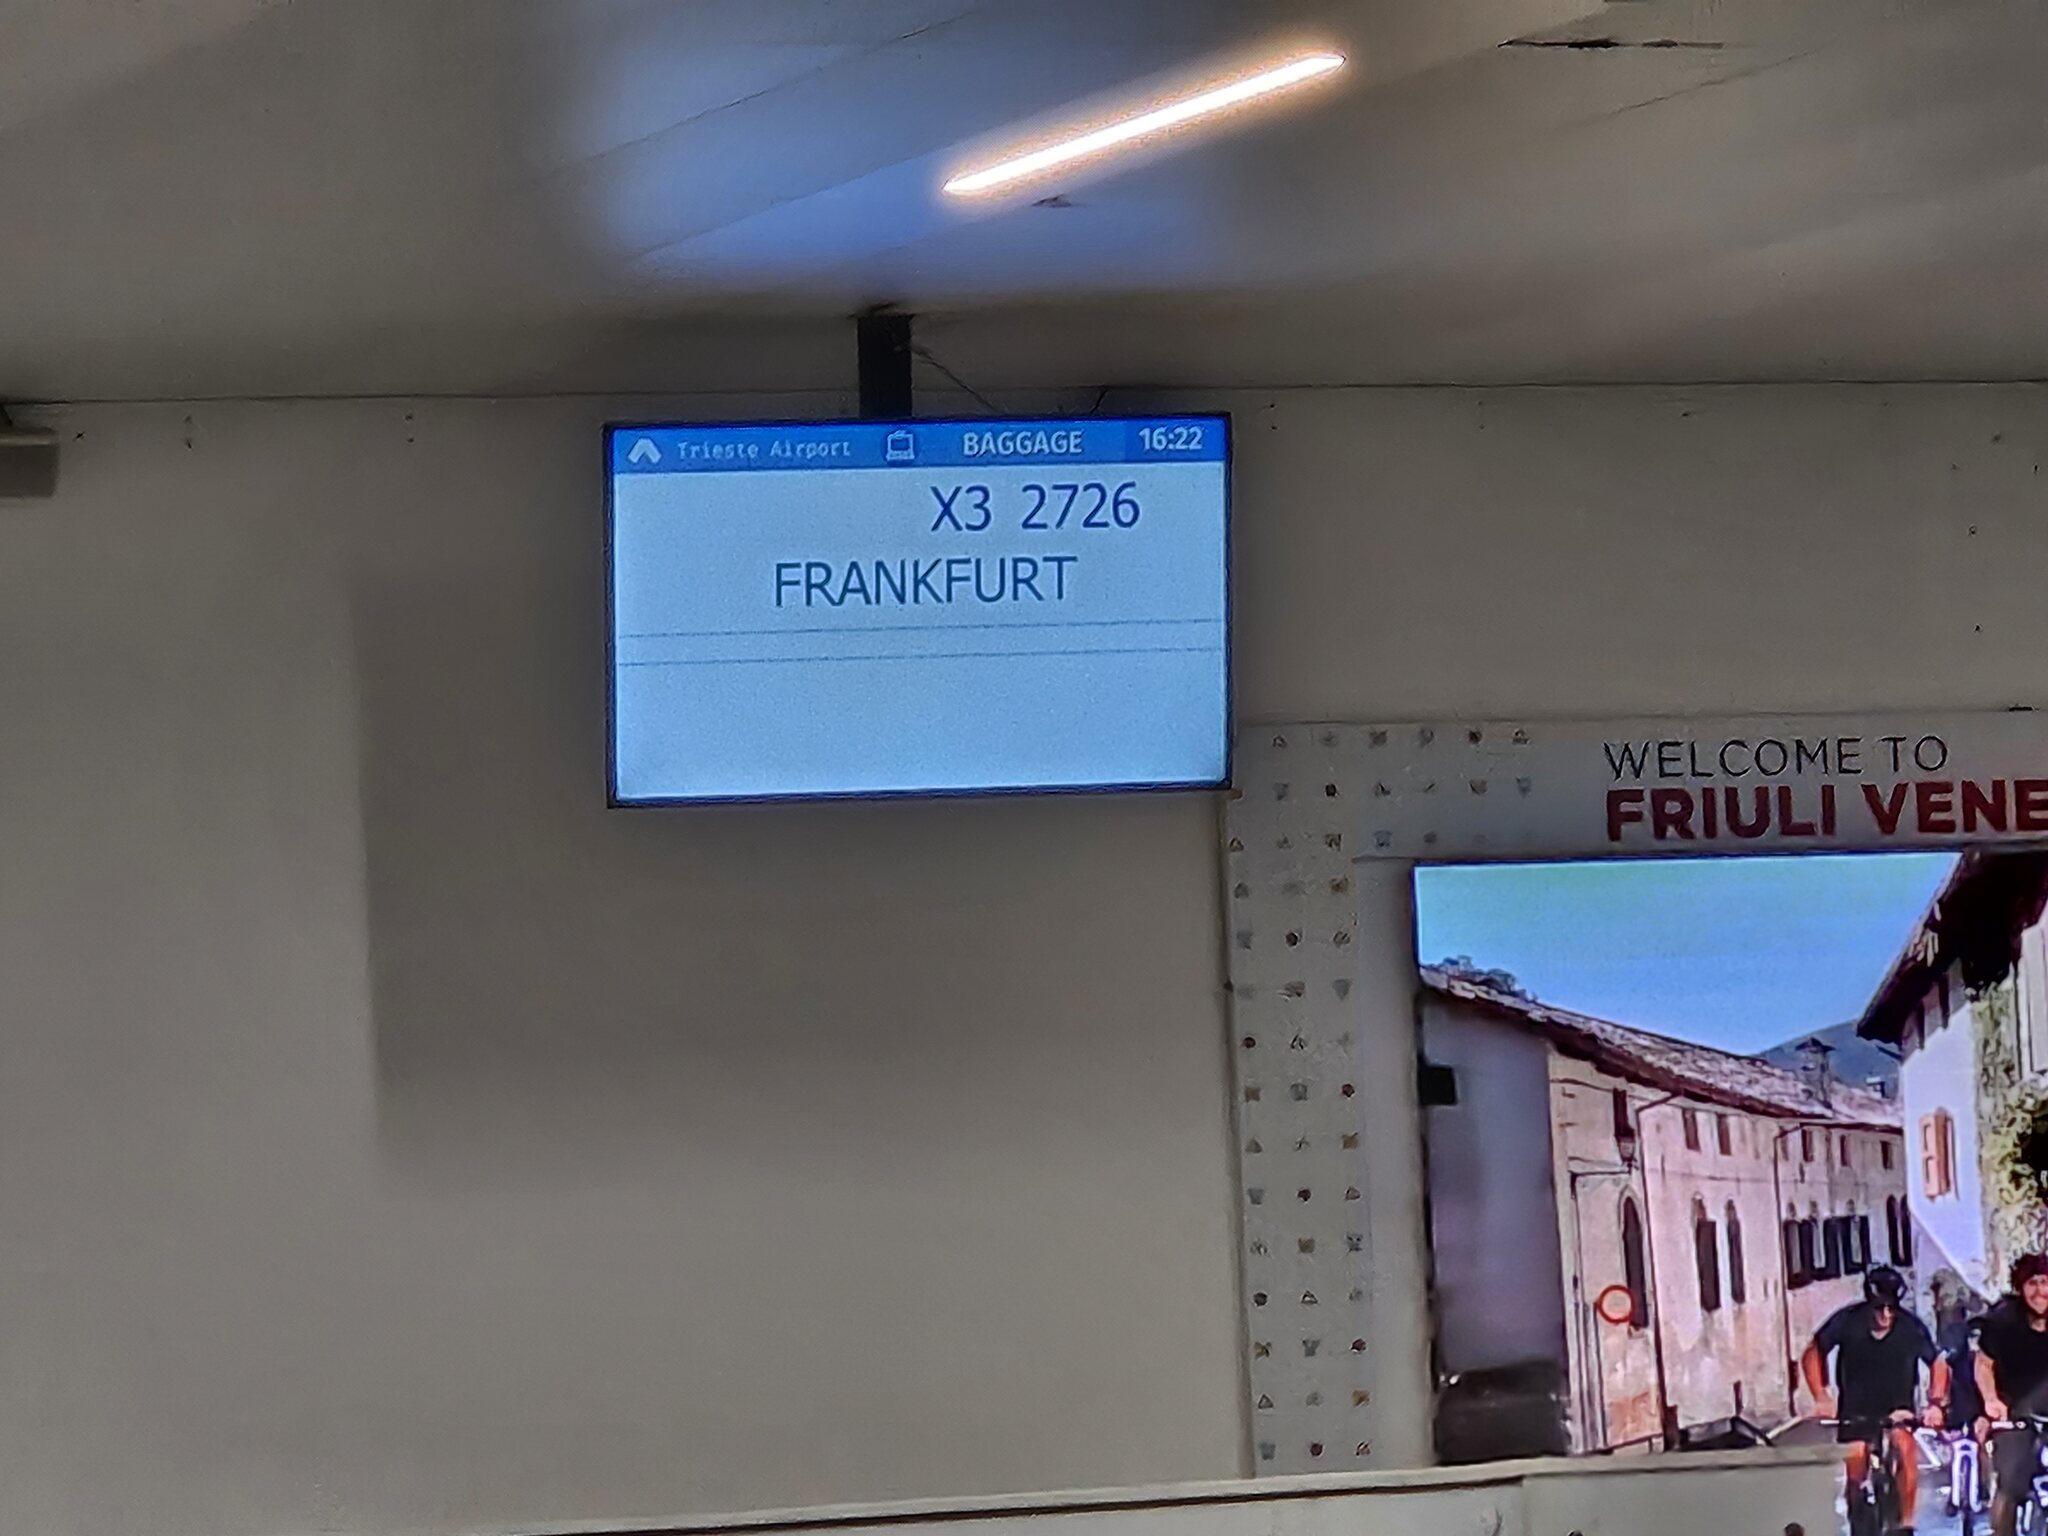 Trieste Airport BAGGAGE 16:22
X3 2726
FRANKFURT
WELCOME TO
FRIULI VENE